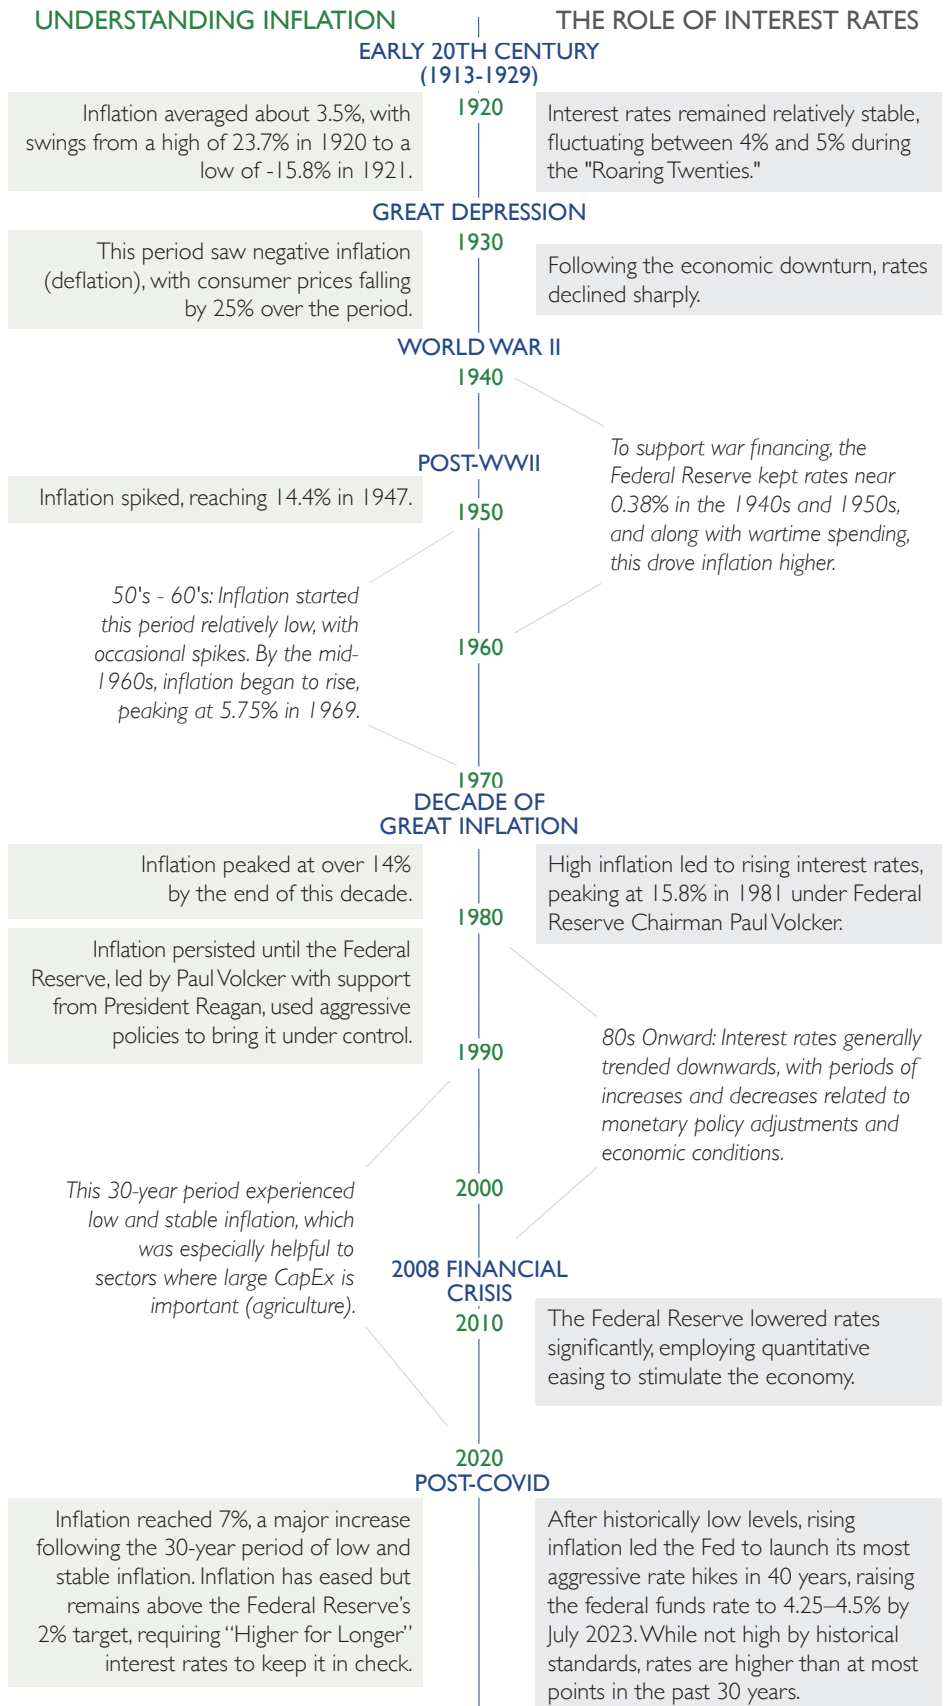 UNDERSTANDING INFLATION
THE ROLE OF INTEREST RATES
EARLY 20TH CENTURY
(1913-1929)
1920
Inflation averaged about 3.5%, with
swings from a high of 23.7% in 1920 to a
low of -15.8% in 1921.
Interest rates remained relatively stable,
fluctuating between 4% and 5% during
the "Roaring Twenties."
GREAT DEPRESSION
1930
This period saw negative inflation
(deflation), with consumer prices falling
by 25% over the period.
Following the economic downturn, rates
declined sharply.
WORLD WAR II
1940
To support war financing, the
Federal Reserve kept rates near
0.38% in the 1940s and 1950s,
and along with wartime spending,
this drove inflation higher.
POST-WWII
Inflation spiked, reaching 14.4% in 1947.
1950
50's - 60's: Inflation started
this period relatively low, with
occasional spikes. By the mid-
1960s, inflation began to rise,
peaking at 5.75% in 1969.
1960
1970
DECADE OF
GREAT INFLATION
Inflation peaked at over 14%
by the end of this decade.
High inflation led to rising interest rates,
peaking at 15.8% in 1981 under Federal
Reserve Chairman Paul Volcker.
1980
Inflation persisted until the Federal
Reserve, led by Paul Volcker with support
from President Reagan, used aggressive
policies to bring it under control.
1990
80s Onward: Interest rates generally
trended downwards, with periods of
increases and decreases related to
monetary policy adjustments and
economic conditions.
2000
This 30-year period experienced
low and stable inflation, which
was especially helpful to
sectors where large CapEx is
important (agriculture).
2008 FINANCIAL
CRISIS
2010
The Federal Reserve lowered rates
significantly, employing quantitative
easing to stimulate the economy.
2020
POST-COVID
Inflation reached 7%, a major increase
following the 30-year period of low and
stable inflation. Inflation has eased but
remains above the Federal Reserve's
2% target, requiring “Higher for Longer”
interest rates to keep it in check.
After historically low levels, rising
inflation led the Fed to launch its most
aggressive rate hikes in 40 years, raising
the federal funds rate to 4.25–4.5% by
July 2023. While not high by historical
standards, rates are higher than at most
points in the past 30 years.